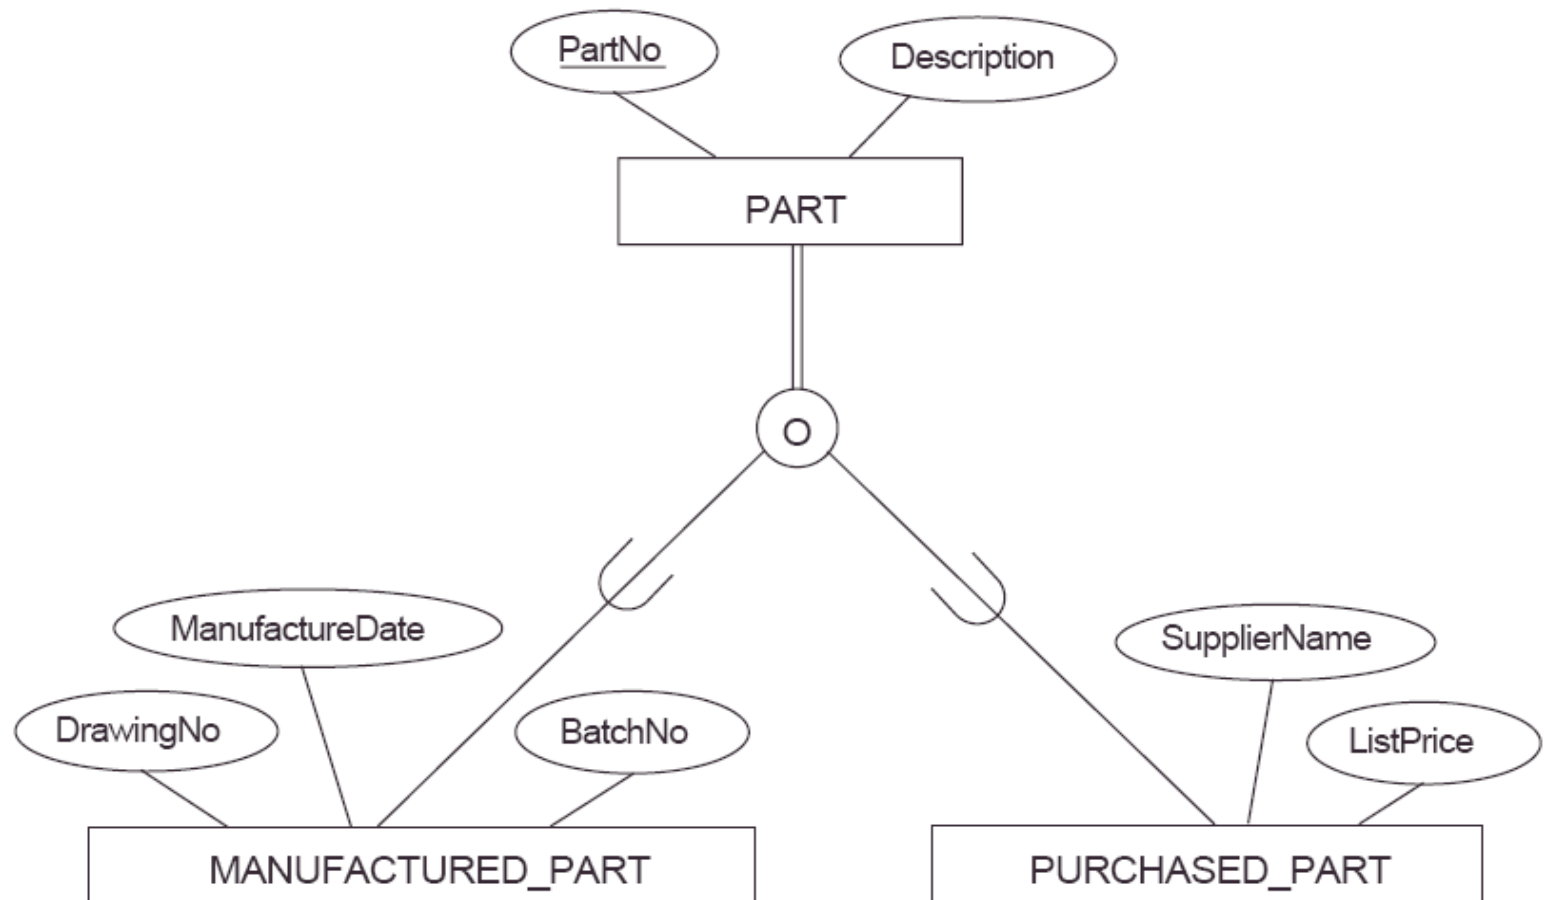 PartNo
Description
PART
O
ManufactureDate
SupplierName
DrawingNo
BatchNo
ListPrice
MANUFACTURED_PART
PURCHASED_PART